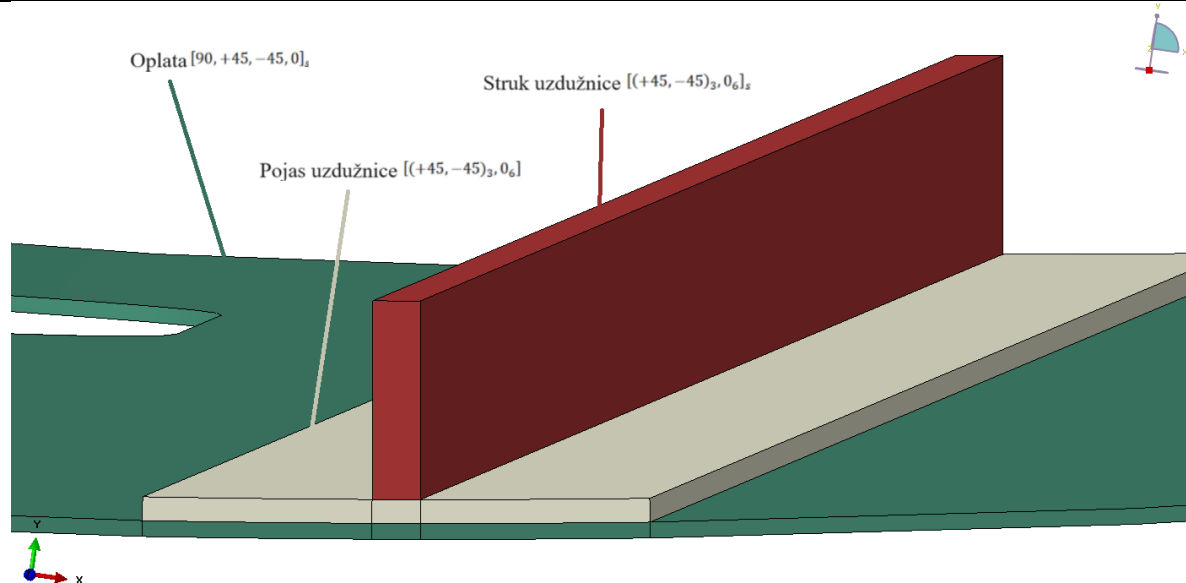 Oplata [90, +45, −45, 0]ₛ
Struk uzdužnice [(+45, −45)₃, 0₆]ₛ
Pojas uzdužnice [(+45, −45)₃, 0₆]
Y
Z
Y
X